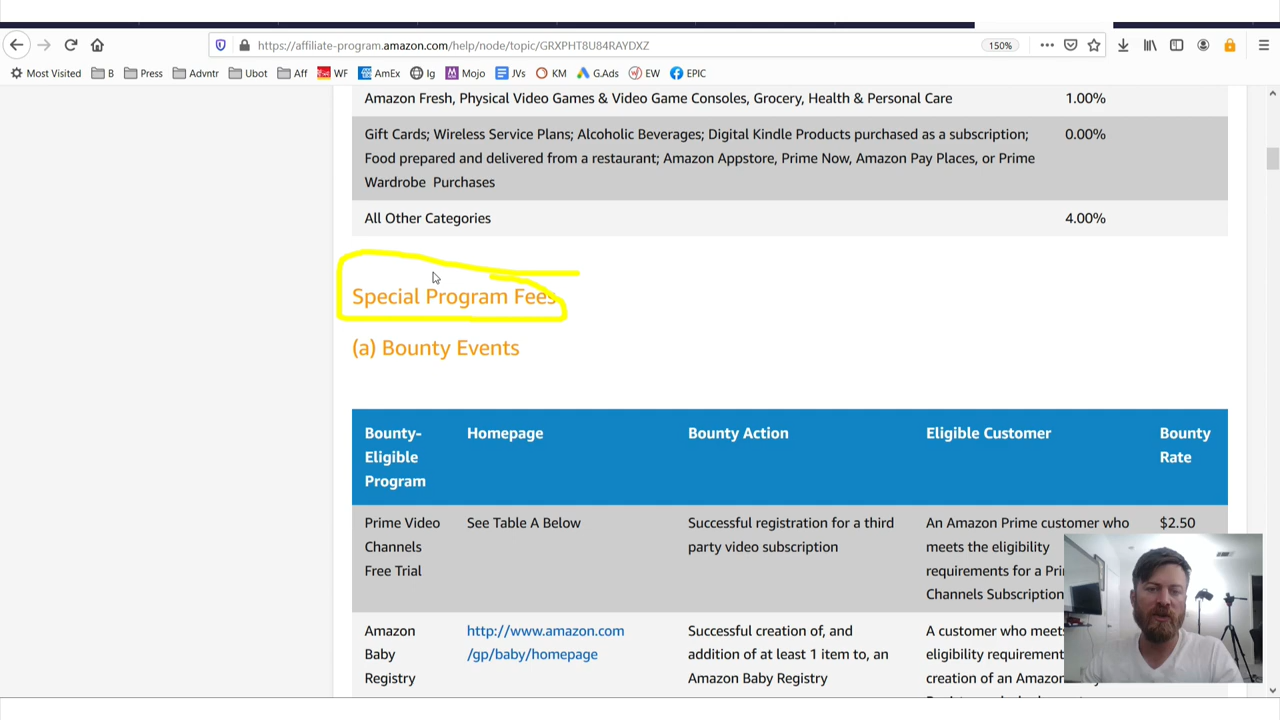 https://affiliate-program.amazon.com/help/node/topic/GRXPHT8U84RAYDXZ
150%
Most Visited B Press Advntr Ubot Aff WF AmEx Ig Mojo JVs KM G.Ads EW EPIC
Amazon Fresh, Physical Video Games & Video Game Consoles, Grocery, Health & Personal Care 1.00%
Gift Cards; Wireless Service Plans; Alcoholic Beverages; Digital Kindle Products purchased as a subscription; 0.00%
Food prepared and delivered from a restaurant; Amazon Appstore, Prime Now, Amazon Pay Places, or Prime
Wardrobe Purchases
All Other Categories 4.00%
Special Program Fees
(a) Bounty Events
Bounty-
Eligible
Program
Homepage
Bounty Action
Eligible Customer
Bounty
Rate
Prime Video
Channels
Free Trial
See Table A Below
Successful registration for a third
party video subscription
An Amazon Prime customer who
meets the eligibility
requirements for a
Channels Subscription
$2.50
Amazon
Baby
Registry
http://www.amazon.com
/gp/baby/homepage
Successful creation of, and
addition of at least 1 item to, an
Amazon Baby Registry
A customer who
eligibility
creation of an Amazon